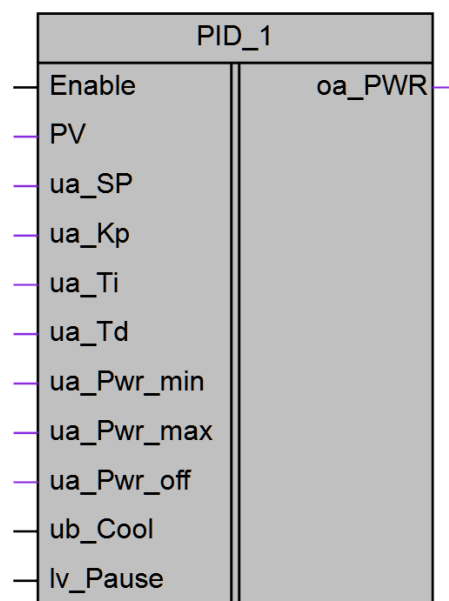 PID_1
Enable oa_PWR
PV
ua_SP
ua_Kp
ua_Ti
ua_Td
ua_Pwr_min
ua_Pwr_max
ua_Pwr_off
ub_Cool
lv_Pause